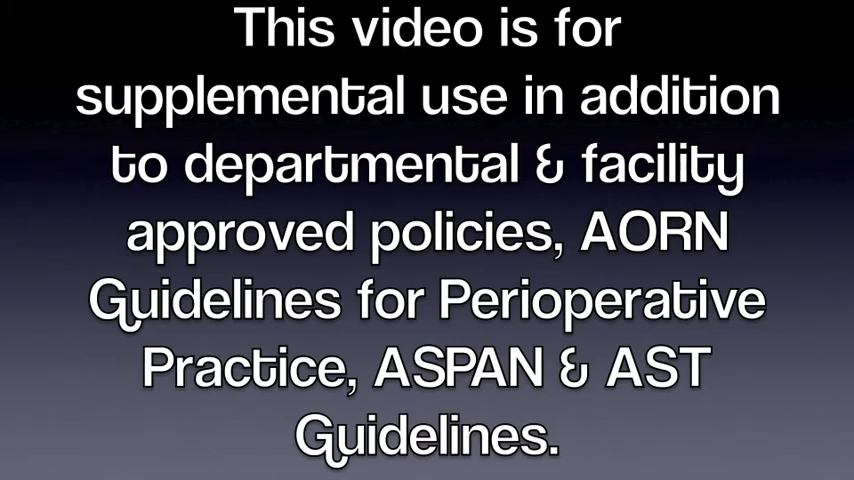 This video is for
supplemental use in addition
to departmental & facility
approved policies, AORN
Guidelines for Perioperative
Practice, ASPAN & AST
Guidelines.